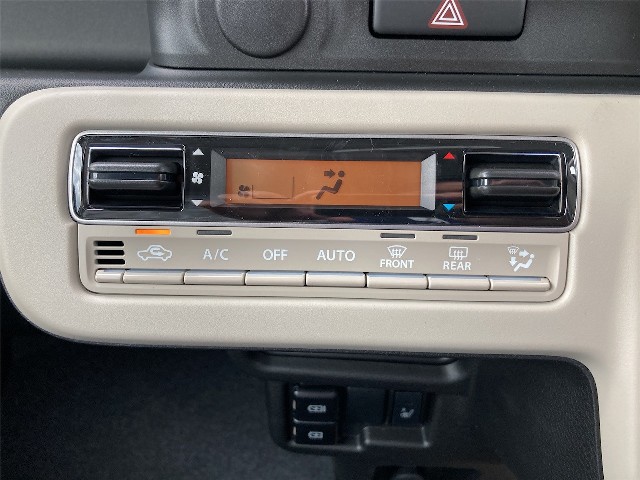 A/C OFF AUTO FRONT REAR